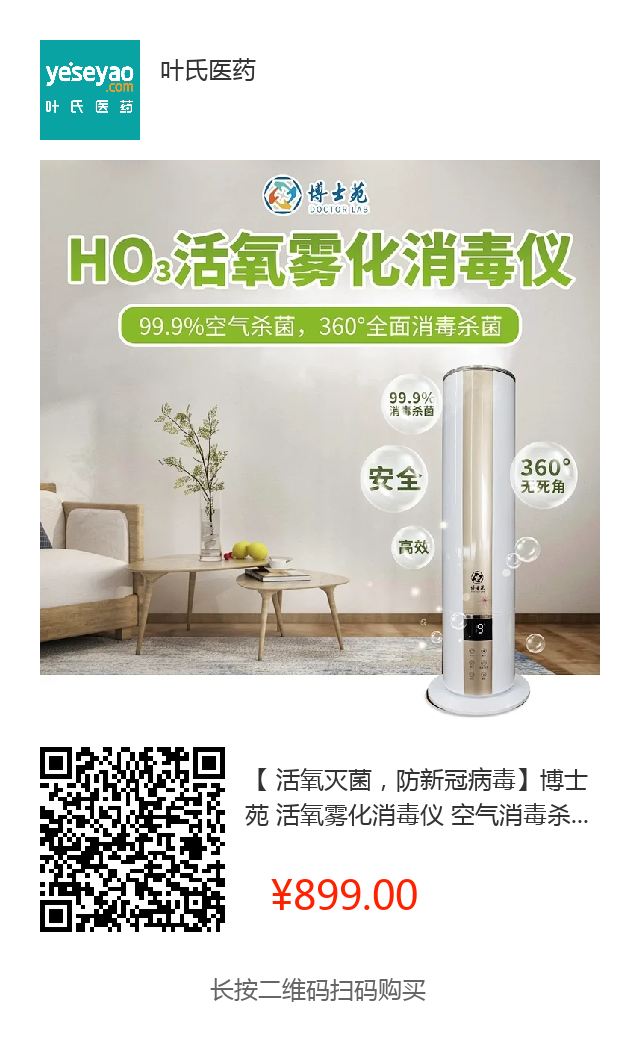 yeseyao
.com
叶氏医药
叶氏医药
博士苑
DOCTOR LAB
HO₃活氧雾化消毒仪
99.9%空气杀菌，360°全面消毒杀菌
99.9%
消毒杀菌
安全
360°
无死角
高效
博士苑
19
【 活氧灭菌，防新冠病毒】博士
苑 活氧雾化消毒仪 空气消毒杀...
¥899.00
长按二维码扫码购买